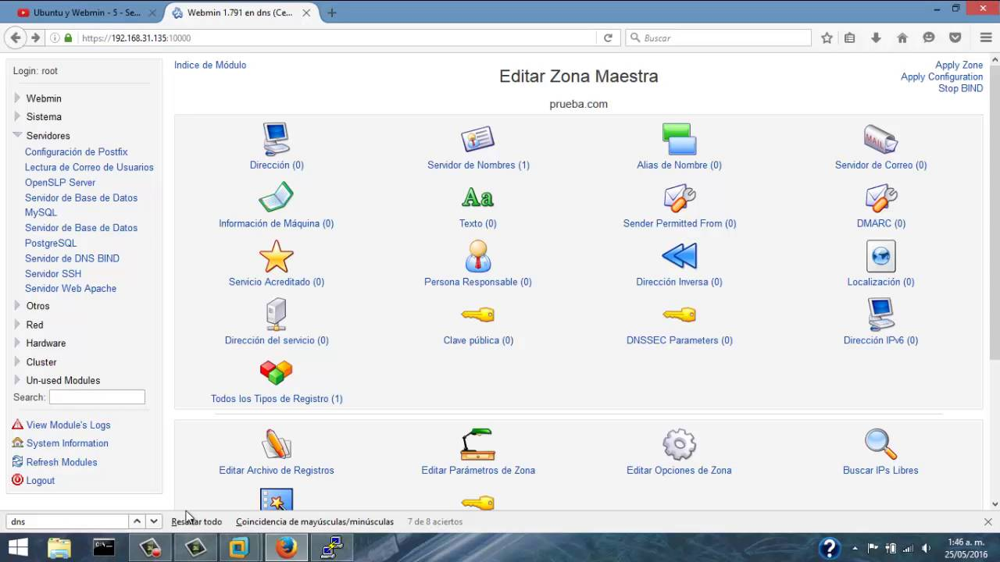 Ubuntu y Webmin - 5 - Se...
Webmin 1.791 en dns (Ce...
https://192.168.31.135:10000
Buscar
Login: root
Webmin
Sistema
Servidores
Configuración de Postfix
Lectura de Correo de Usuarios
OpenSLP Server
Servidor de Base de Datos
MySQL
Servidor de Base de Datos
PostgreSQL
Servidor de DNS BIND
Servidor SSH
Servidor Web Apache
Otros
Red
Hardware
Cluster
Un-used Modules
Search:
View Module's Logs
System Information
Refresh Modules
Logout
Indice de Módulo
Editar Zona Maestra
prueba.com
Apply Zone
Apply Configuration
Stop BIND
Dirección (0)
Servidor de Nombres (1)
Alias de Nombre (0)
MAIL
Servidor de Correo (0)
Información de Máquina (0)
Aa
Texto (0)
Sender Permitted From (0)
DMARC (0)
Servicio Acreditado (0)
Persona Responsable (0)
Dirección Inversa (0)
Localización (0)
Dirección del servicio (0)
Clave pública (0)
DNSSEC Parameters (0)
Dirección IPv6 (0)
Todos los Tipos de Registro (1)
Editar Archivo de Registros
Editar Parámetros de Zona
Editar Opciones de Zona
Buscar IPs Libres
dns
Resaltar todo
Coincidencia de mayúsculas/minúsculas
7 de 8 aciertos
1:46 a. m.
25/05/2016